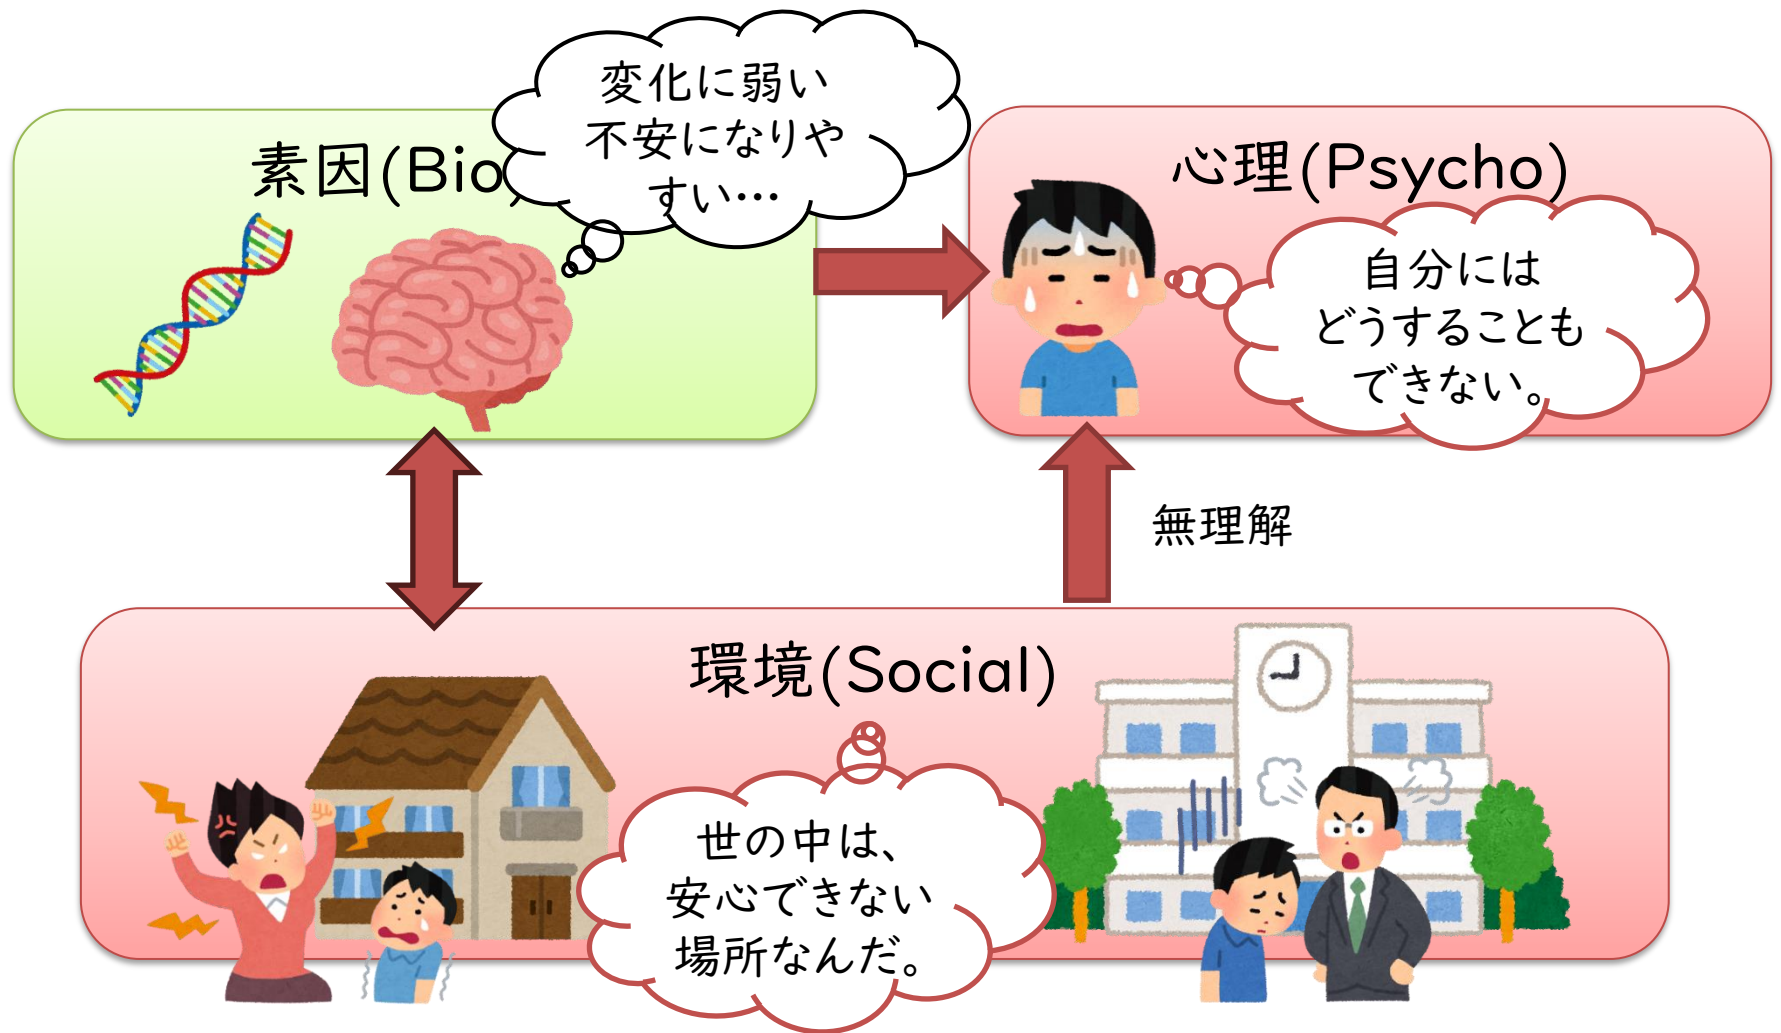 変化に弱い
不安になりや
すい…
素因(Bio
心理(Psycho)
自分には
どうすることも
できない。
無理解
環境(Social)
世の中は、
安心できない
場所なんだ。